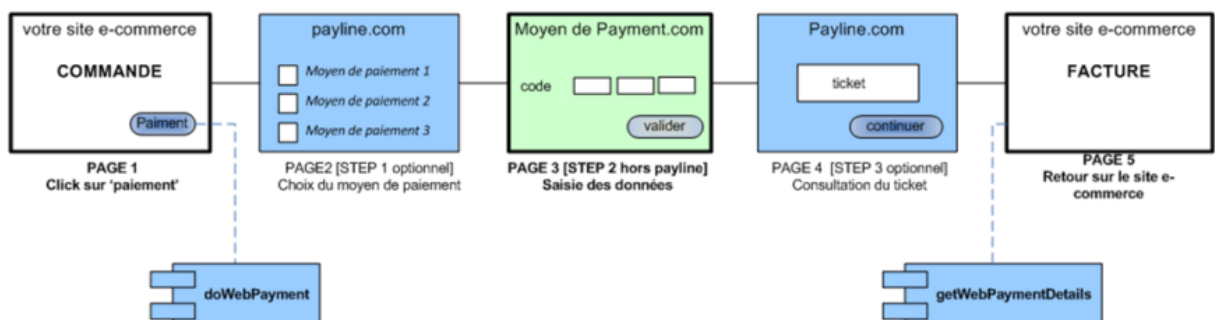 votre site e-commerce
COMMANDE
Paiment
PAGE 1
Click sur 'paiement'
payline.com
Moyen de paiement 1
Moyen de paiement 2
Moyen de paiement 3
PAGE2 [STEP 1 optionnel]
Choix du moyen de paiement
Moyen de Payment.com
code
valider
PAGE 3 [STEP 2 hors payline]
Saisie des données
Payline.com
ticket
continuer
PAGE 4 [STEP 3 optionnel]
Consultation du ticket
votre site e-commerce
FACTURE
PAGE 5
Retour sur le site e-
commerce
doWebPayment
getWebPaymentDetails